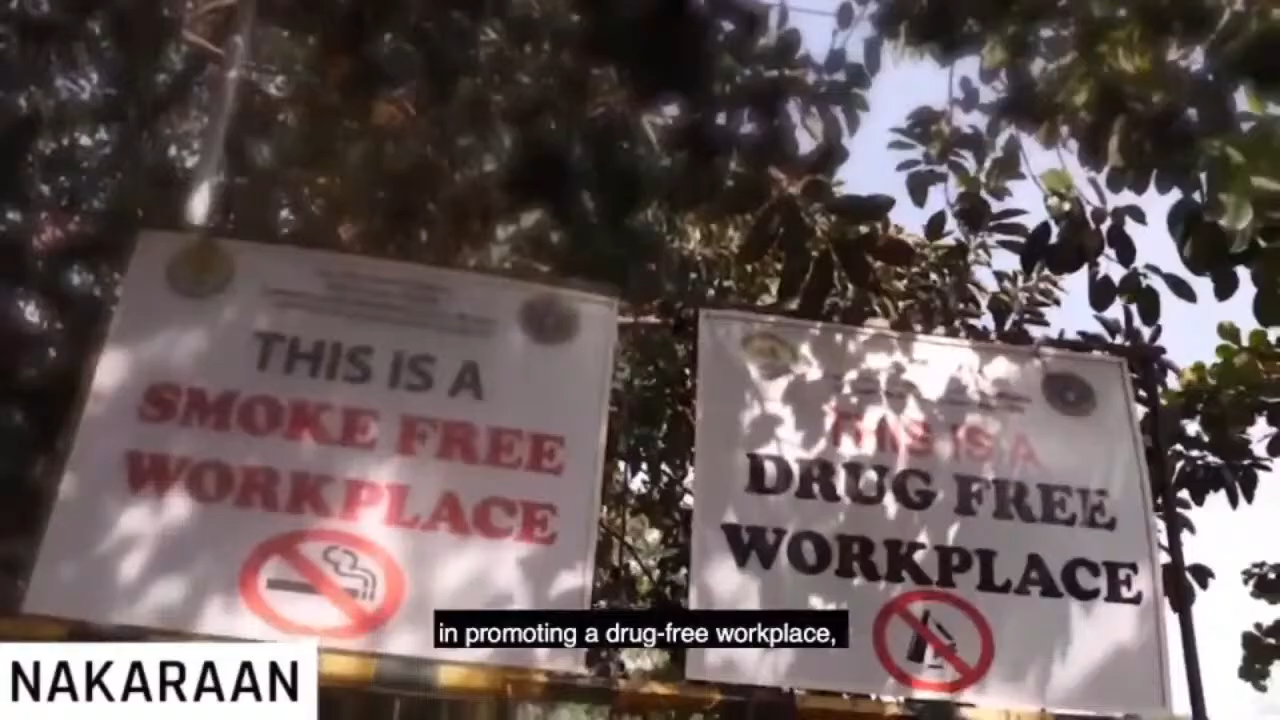 THIS IS A
SMOKE FREE
WORKPLACE
THIS IS A
DRUG FREE
WORKPLACE
in promoting a drug-free workplace,
NAKARAAN